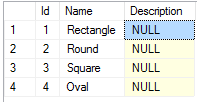 Id Name Description
1 1 Rectangle NULL
2 2 Round NULL
3 3 Square NULL
4 4 Oval NULL